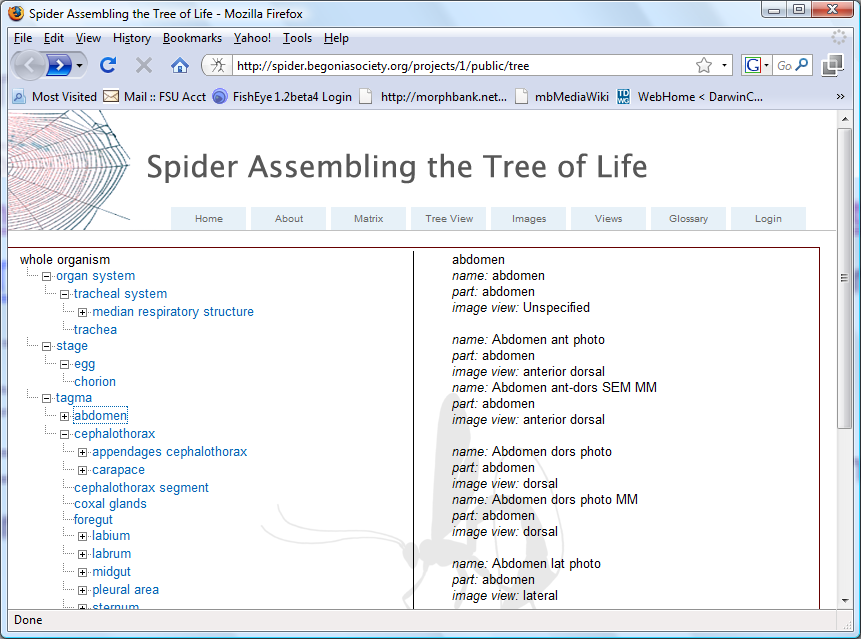 Spider Assembling the Tree of Life - Mozilla Firefox
File Edit View History Bookmarks Yahoo! Tools Help
http://spider.begoniasociety.org/projects/1/public/tree
G Go
Most Visited Mail :: FSU Acct FishEye 1.2beta4 Login http://morphbank.net... mbMediaWiki TDWG WebHome < DarwinC... »
Spider Assembling the Tree of Life
Home About Matrix Tree View Images Views Glossary Login
whole organism
organ system
tracheal system
median respiratory structure
trachea
stage
egg
chorion
tagma
abdomen
cephalothorax
appendages cephalothorax
carapace
cephalothorax segment
coxal glands
foregut
labium
labrum
midgut
pleural area
sternum
abdomen
name: abdomen
part: abdomen
image view: Unspecified
name: Abdomen ant photo
part: abdomen
image view: anterior dorsal
name: Abdomen ant-dors SEM MM
part: abdomen
image view: anterior dorsal
name: Abdomen dors photo
part: abdomen
image view: dorsal
name: Abdomen dors photo MM
part: abdomen
image view: dorsal
name: Abdomen lat photo
part: abdomen
image view: lateral
Done